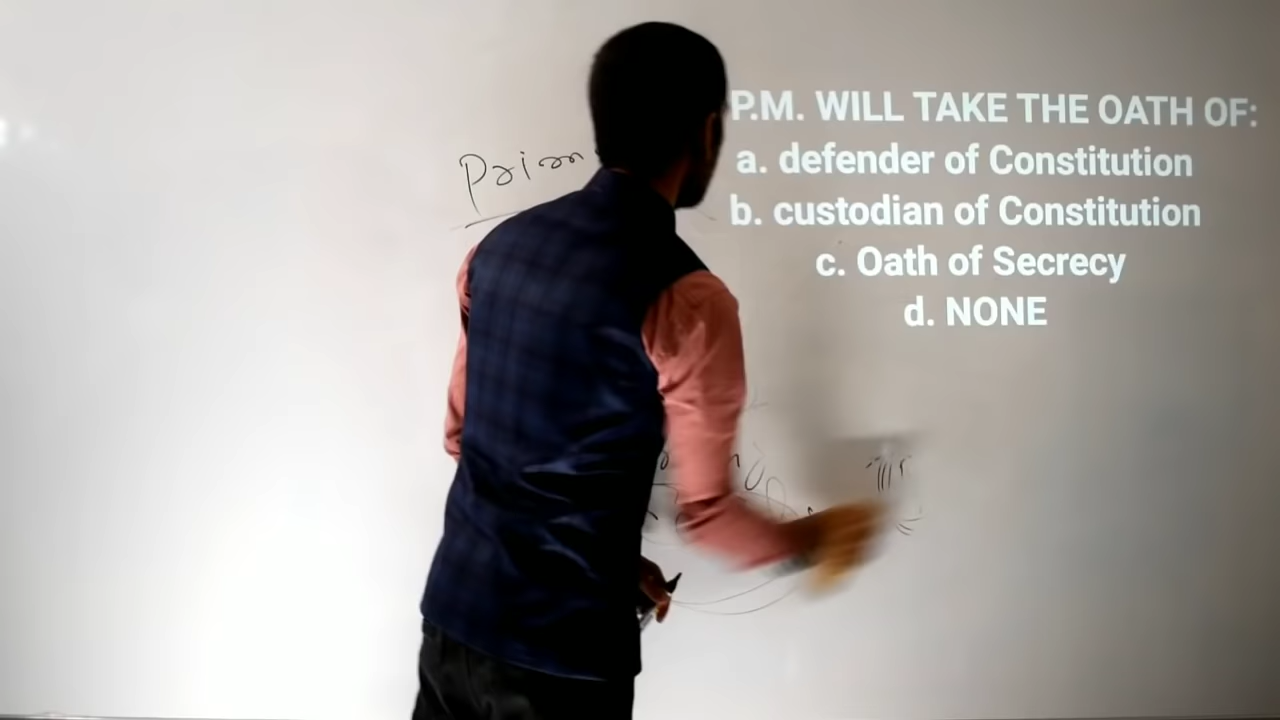 P.M. WILL TAKE THE OATH OF:
a. defender of Constitution
b. custodian of Constitution
c. Oath of Secrecy
d. NONE